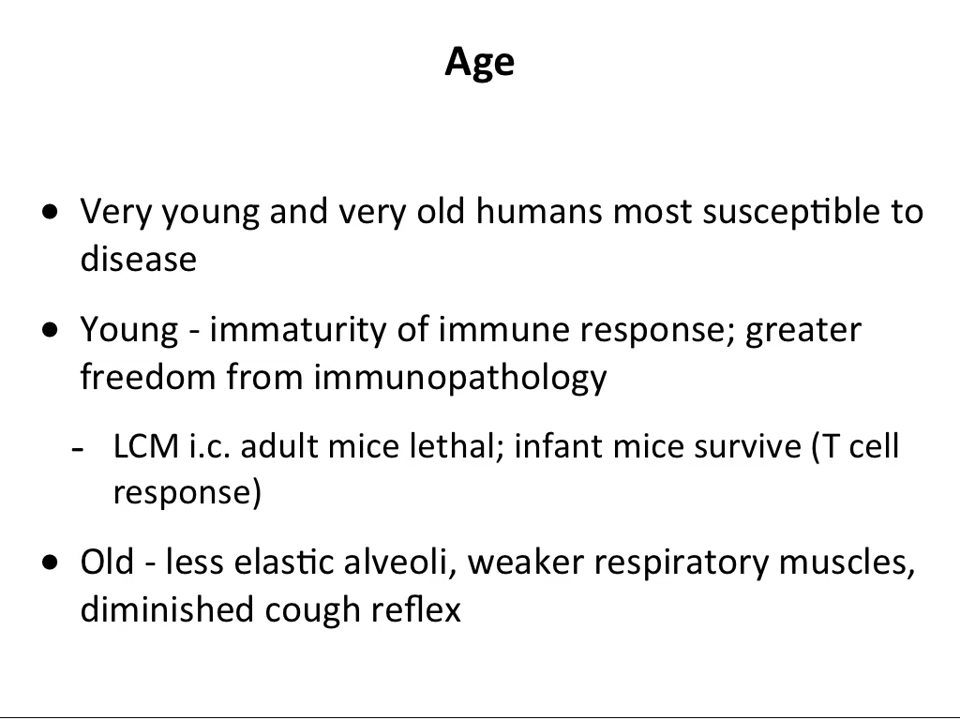 Age
• Very young and very old humans most susceptible to
disease
• Young - immaturity of immune response; greater
freedom from immunopathology
- LCM i.c. adult mice lethal; infant mice survive (T cell
response)
• Old - less elastic alveoli, weaker respiratory muscles,
diminished cough reflex